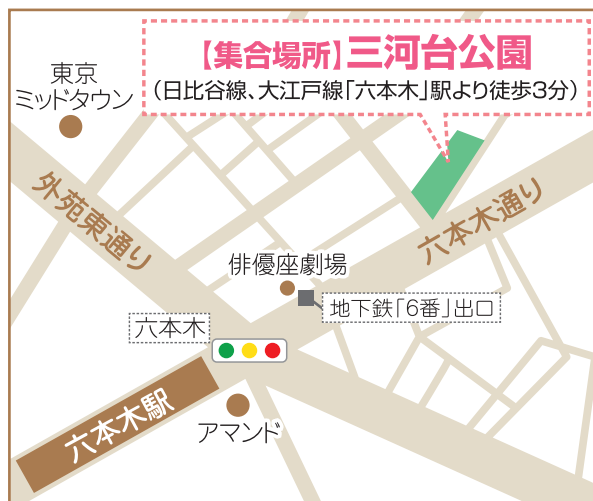 【集合場所】三河台公園
(日比谷線、大江戸線「六本木」駅より徒歩3分)
東京
ミッドタウン
外苑東通り
六本木通り
俳優座劇場
地下鉄「6番」出口
六本木
六本木駅
アマンド